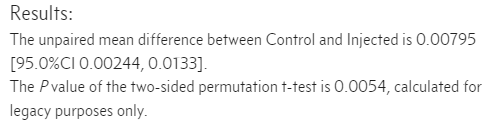 Results:
The unpaired mean difference between Control and Injected is 0.00795
[95.0%CI 0.00244, 0.0133].
The P value of the two-sided permutation t-test is 0.0054, calculated for
legacy purposes only.